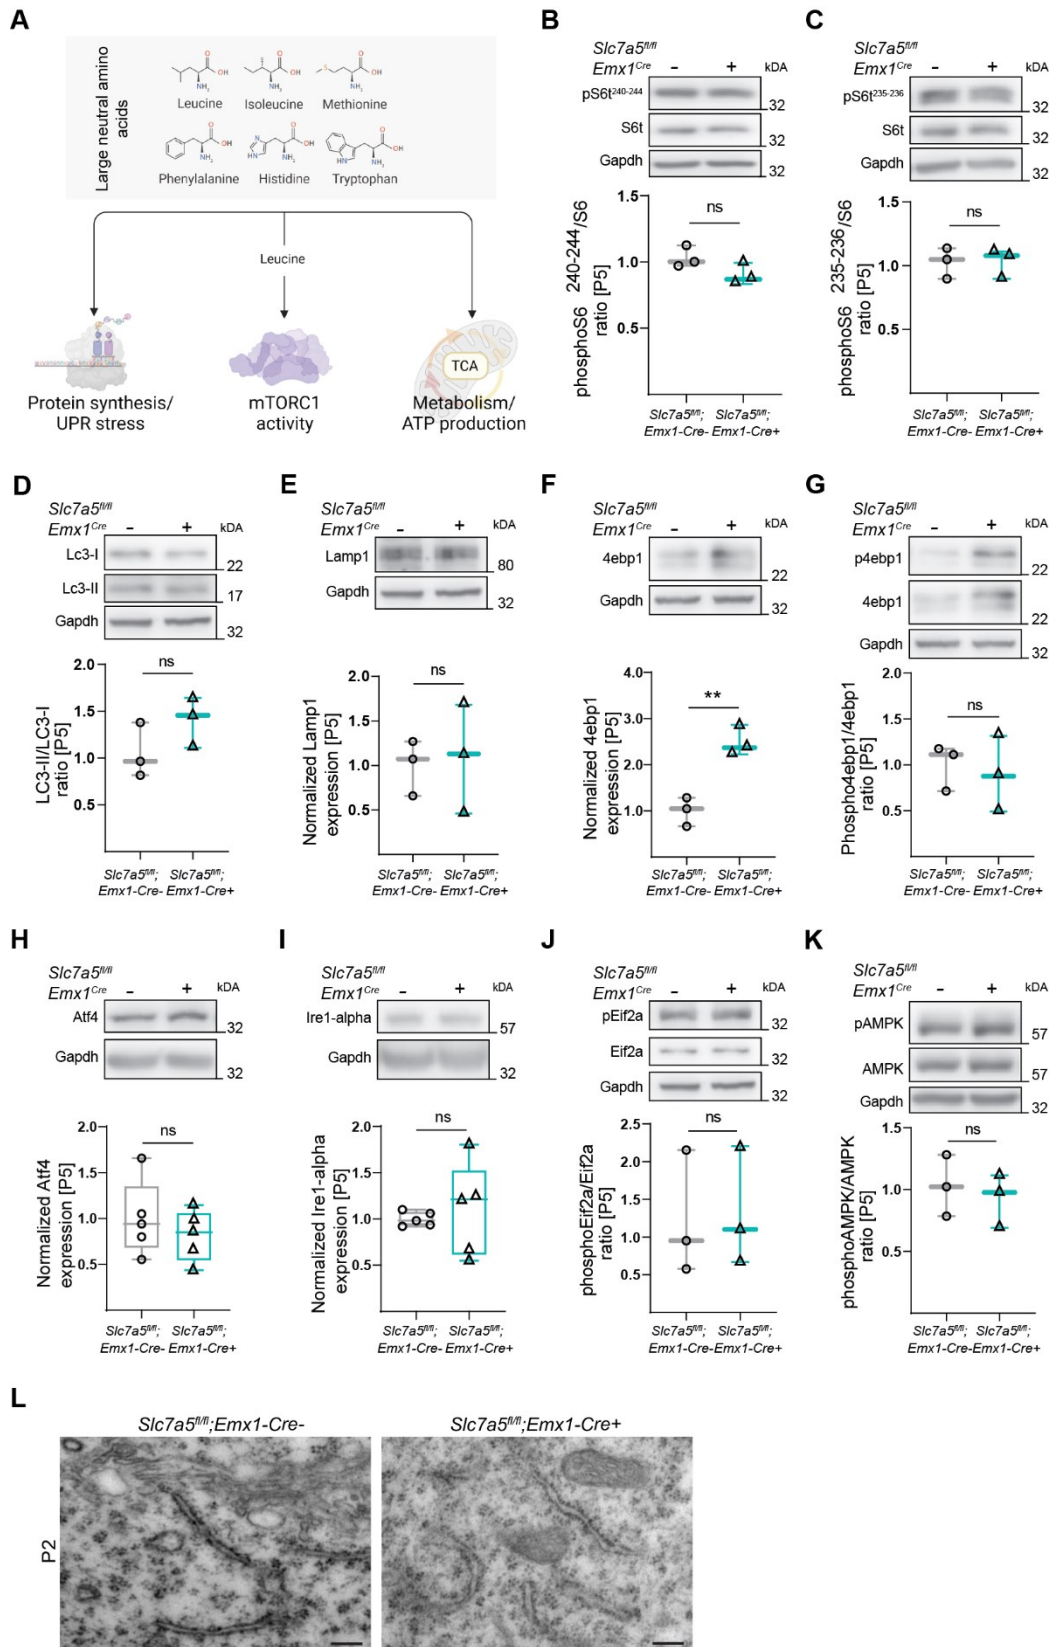 A
Large neutral amino
acids
O
OH
NH2
O
OH
NH2
S
O
OH
NH2
Leucine
Isoleucine
Methionine
O
OH
NH2
N
HN
O
OH
NH2
HN
O
OH
NH2
Phenylalanine
Histidine
Tryptophan
Leucine
TCA
Protein synthesis/
UPR stress
mTORC1
activity
Metabolism/
ATP production
B
Slc7a5fl/fl
Emx1Cre - + kDA
pS6t240-244 32
S6t 32
Gapdh 32
phosphoS6 240-244/S6
ratio [P5]
1.5
1.0
0.5
ns
Slc7a5fl/fl; Slc7a5fl/fl;
Emx1-Cre- Emx1-Cre+
C
Slc7a5fl/fl
Emx1Cre - + kDA
pS6t235-236 32
S6t 32
Gapdh 32
phosphoS6 235-236/S6
ratio [P5]
1.5
1.0
0.5
ns
Slc7a5fl/fl; Slc7a5fl/fl;
Emx1-Cre- Emx1-Cre+
D
Slc7a5fl/fl
Emx1Cre - + kDA
Lc3-I 22
Lc3-II 17
Gapdh 32
LC3-II/LC3-I
ratio [P5]
2.0
1.5
1.0
0.5
ns
Slc7a5fl/fl; Slc7a5fl/fl;
Emx1-Cre- Emx1-Cre+
E
Slc7a5fl/fl
Emx1Cre - + kDA
Lamp1 80
Gapdh 32
Normalized Lamp1
expression [P5]
2.0
1.5
1.0
0.5
ns
Slc7a5fl/fl; Slc7a5fl/fl;
Emx1-Cre- Emx1-Cre+
F
Slc7a5fl/fl
Emx1Cre - + kDA
4ebp1 22
Gapdh 32
Normalized 4ebp1
expression [P5]
4.0
3.0
2.0
1.0
**
Slc7a5fl/fl; Slc7a5fl/fl;
Emx1-Cre- Emx1-Cre+
G
Slc7a5fl/fl
Emx1Cre - + kDA
p4ebp1 22
4ebp1 22
Gapdh 32
Phospho4ebp1/4ebp1
ratio [P5]
2.0
1.5
1.0
0.5
ns
Slc7a5fl/fl; Slc7a5fl/fl;
Emx1-Cre- Emx1-Cre+
H
Slc7a5fl/fl
Emx1Cre - + kDA
Atf4 32
Gapdh 32
Normalized Atf4
expression [P5]
2.0
1.5
1.0
0.5
ns
Slc7a5fl/fl; Slc7a5fl/fl;
Emx1-Cre- Emx1-Cre+
I
Slc7a5fl/fl
Emx1Cre - + kDA
Ire1-alpha 57
Gapdh 32
Normalized Ire1-alpha
expression [P5]
2.0
1.5
1.0
0.5
ns
Slc7a5fl/fl; Slc7a5fl/fl;
Emx1-Cre- Emx1-Cre+
J
Slc7a5fl/fl
Emx1Cre - + kDA
pEif2a 32
Eif2a 32
Gapdh 32
phosphoEif2a/Eif2a
ratio [P5]
2.5
2.0
1.5
1.0
0.5
ns
Slc7a5fl/fl; Slc7a5fl/fl;
Emx1-Cre- Emx1-Cre+
K
Slc7a5fl/fl
Emx1Cre - + kDA
pAMPK 57
AMPK 57
Gapdh 32
phosphoAMPK/AMPK
ratio [P5]
1.5
1.0
0.5
ns
Slc7a5fl/fl; Slc7a5fl/fl;
Emx1-Cre- Emx1-Cre+
L
Slc7a5fl/fl;Emx1-Cre-
Slc7a5fl/fl;Emx1-Cre+
P2